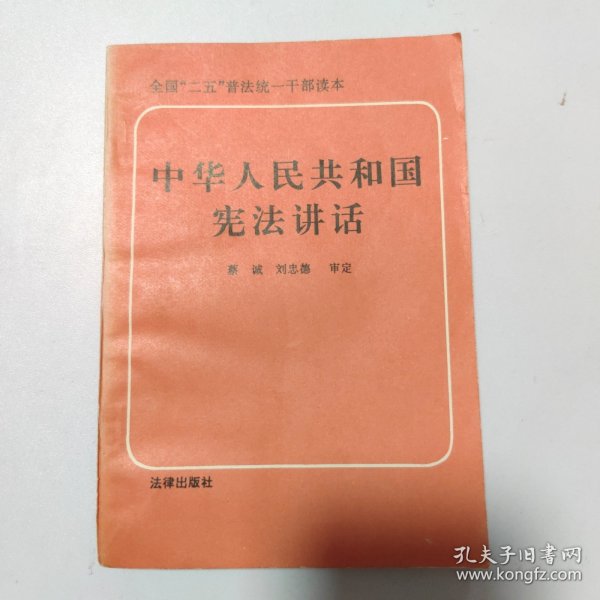 全国“二五”普法统一干部读本
中华人民共和国
宪法讲话
蔡 诚 刘忠德 审定
法律出版社
孔夫子旧书网
www.kongfz.com